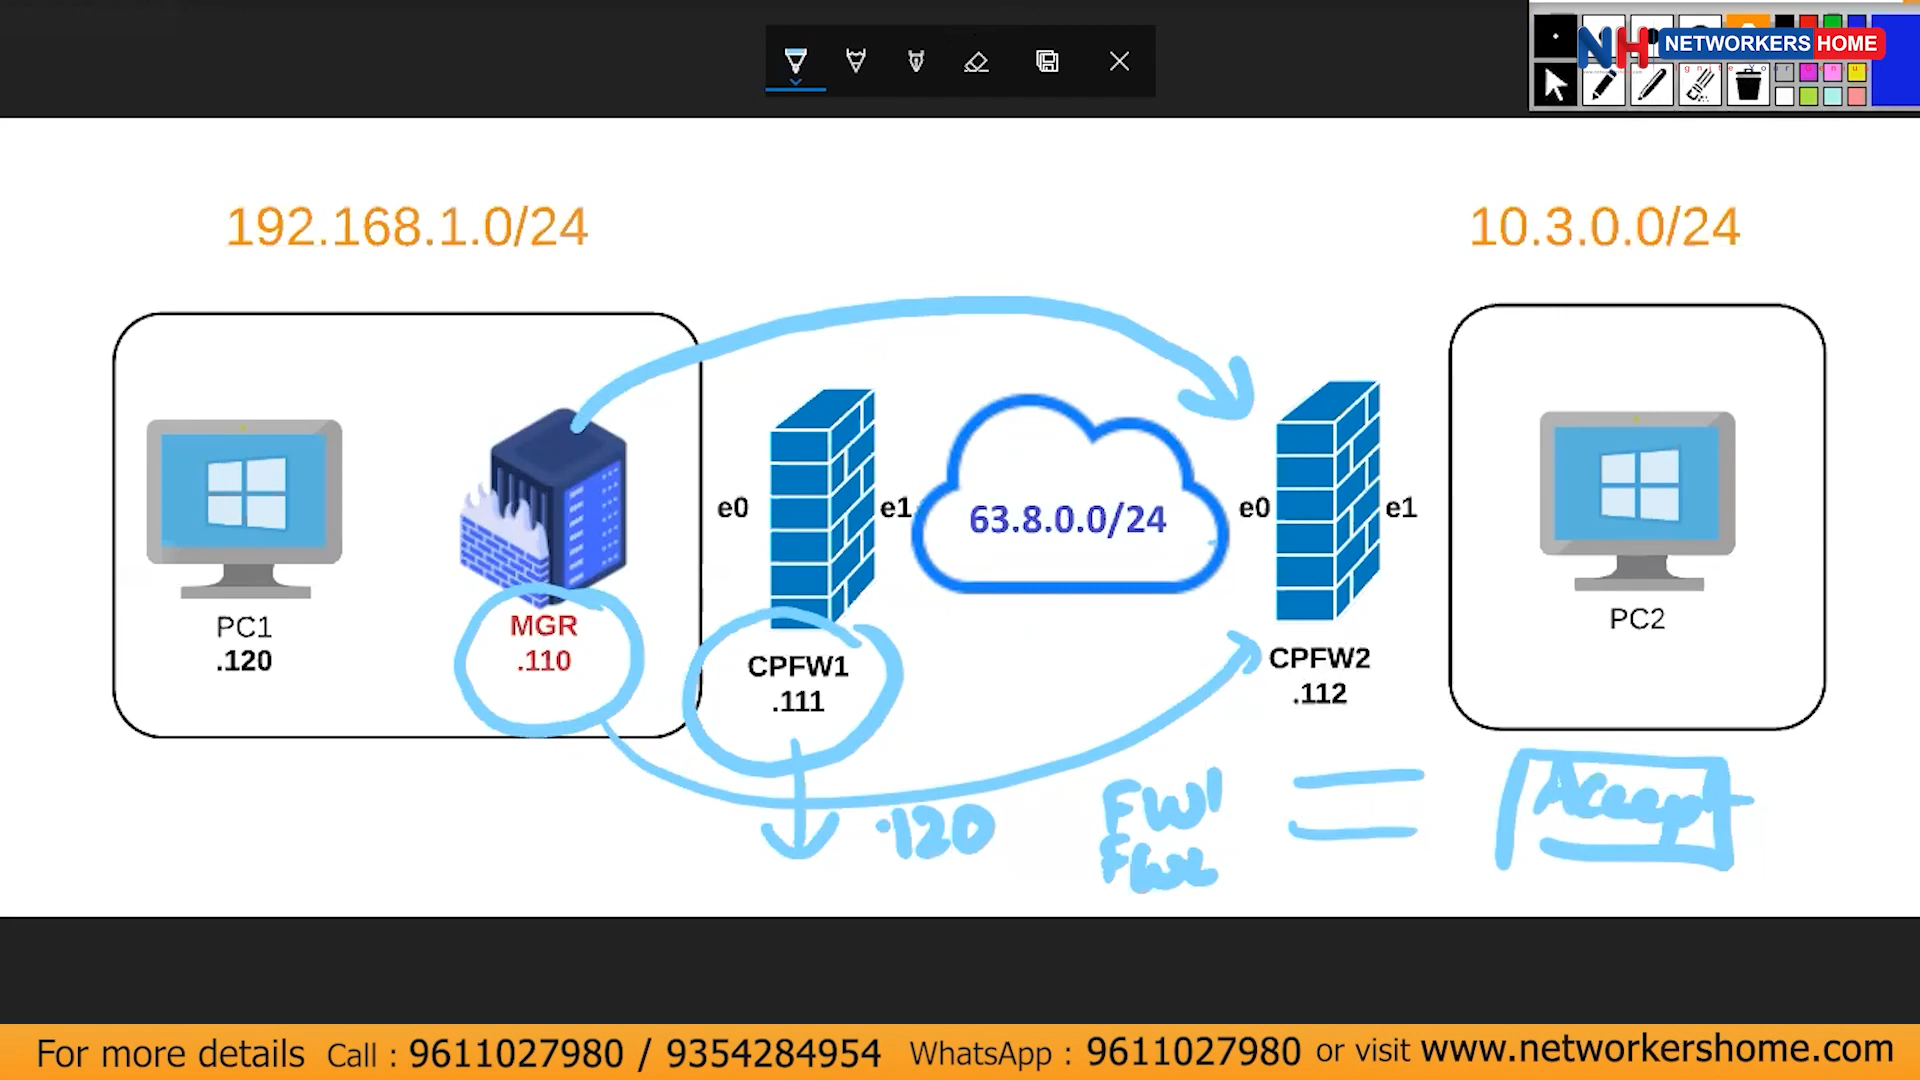 NH NETWORKERS HOME
192.168.1.0/24
10.3.0.0/24
e0
e1
63.8.0.0/24
e0
e1
PC1
.120
MGR
.110
CPFW1
.111
CPFW2
.112
PC2
.120
FW1
FW2
Accept
For more details Call : 9611027980 / 9354284954 WhatsApp : 9611027980 or visit www.networkershome.com